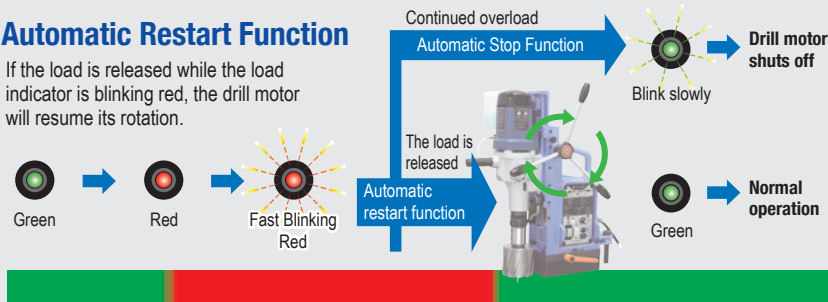 Automatic Restart Function
If the load is released while the load
indicator is blinking red, the drill motor
will resume its rotation.
Green
Red
Fast Blinking
Red
Continued overload
Automatic Stop Function
Blink slowly
Drill motor
shuts off
The load is
released
Automatic
restart function
Green
Normal
operation